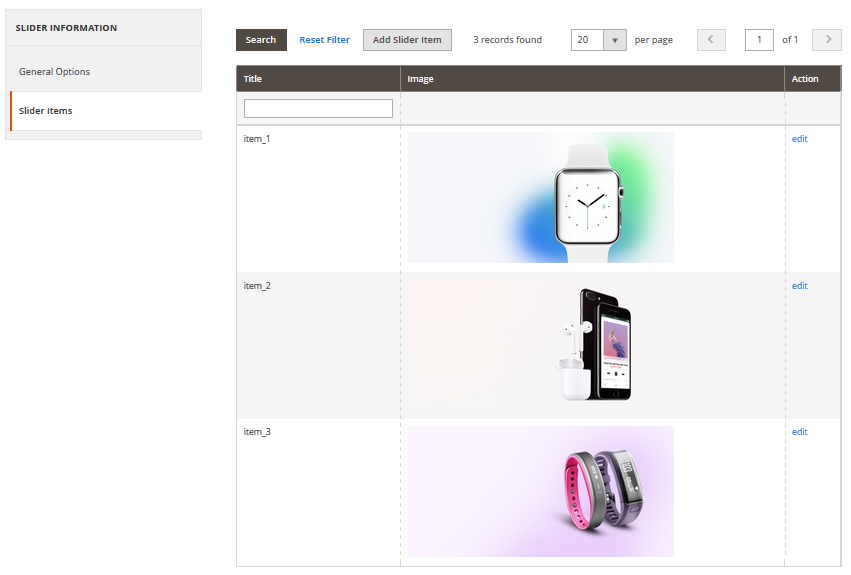 SLIDER INFORMATION
General Options
Slider Items
Search Reset Filter Add Slider Item 3 records found 20 per page 1 of 1
Title Image Action
item_1 edit
item_2 edit
item_3 edit